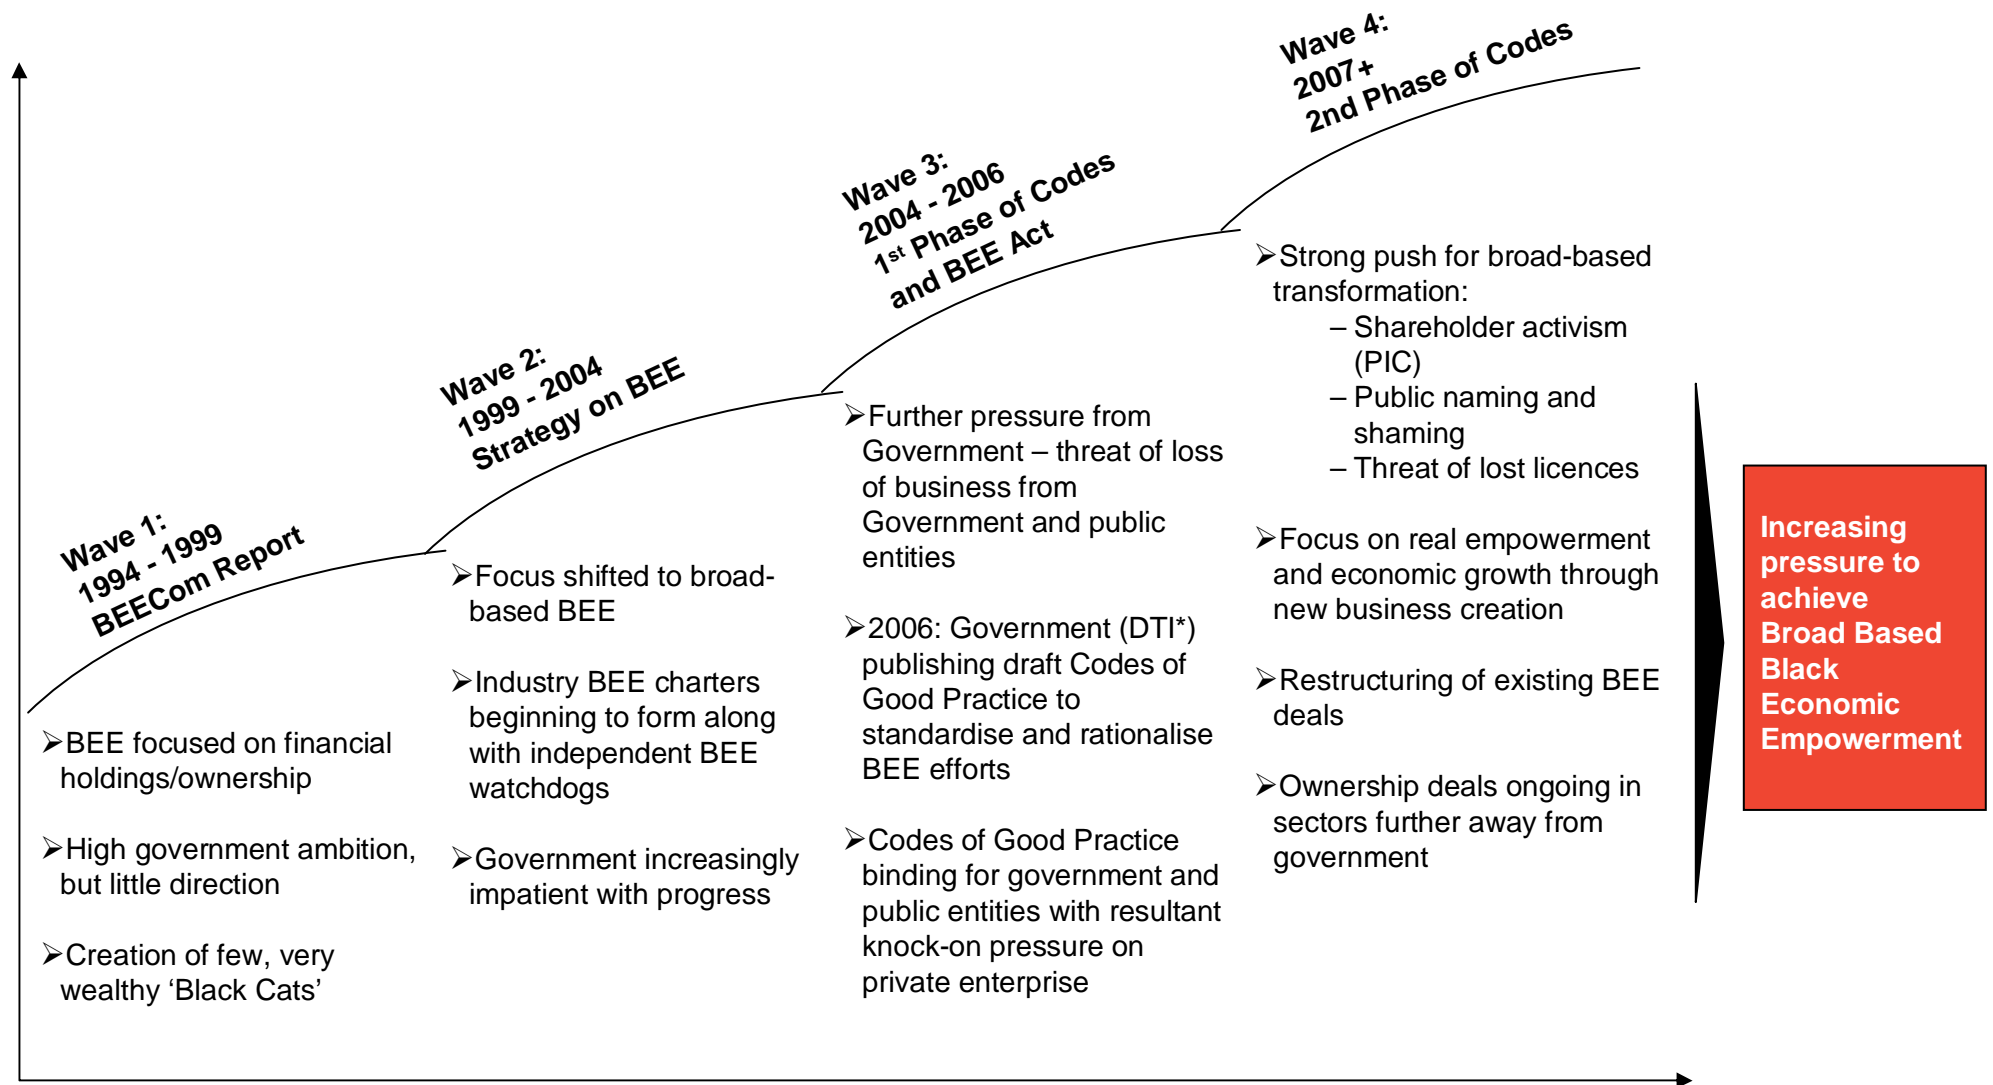 Wave 1:
1994 - 1999
BEECom Report
➢BEE focused on financial
holdings/ownership
➢High government ambition,
but little direction
➢Creation of few, very
wealthy ‘Black Cats’
Wave 2:
1999 - 2004
Strategy on BEE
➢Focus shifted to broad-
based BEE
➢Industry BEE charters
beginning to form along
with independent BEE
watchdogs
➢Government increasingly
impatient with progress
Wave 3:
2004 - 2006
1st Phase of Codes
and BEE Act
➢Further pressure from
Government – threat of loss
of business from
Government and public
entities
➢2006: Government (DTI*)
publishing draft Codes of
Good Practice to
standardise and rationalise
BEE efforts
➢Codes of Good Practice
binding for government and
public entities with resultant
knock-on pressure on
private enterprise
Wave 4:
2007+
2nd Phase of Codes
➢Strong push for broad-based
transformation:
– Shareholder activism
(PIC)
– Public naming and
shaming
– Threat of lost licences
➢Focus on real empowerment
and economic growth through
new business creation
➢Restructuring of existing BEE
deals
➢Ownership deals ongoing in
sectors further away from
government
Increasing
pressure to
achieve
Broad Based
Black
Economic
Empowerment